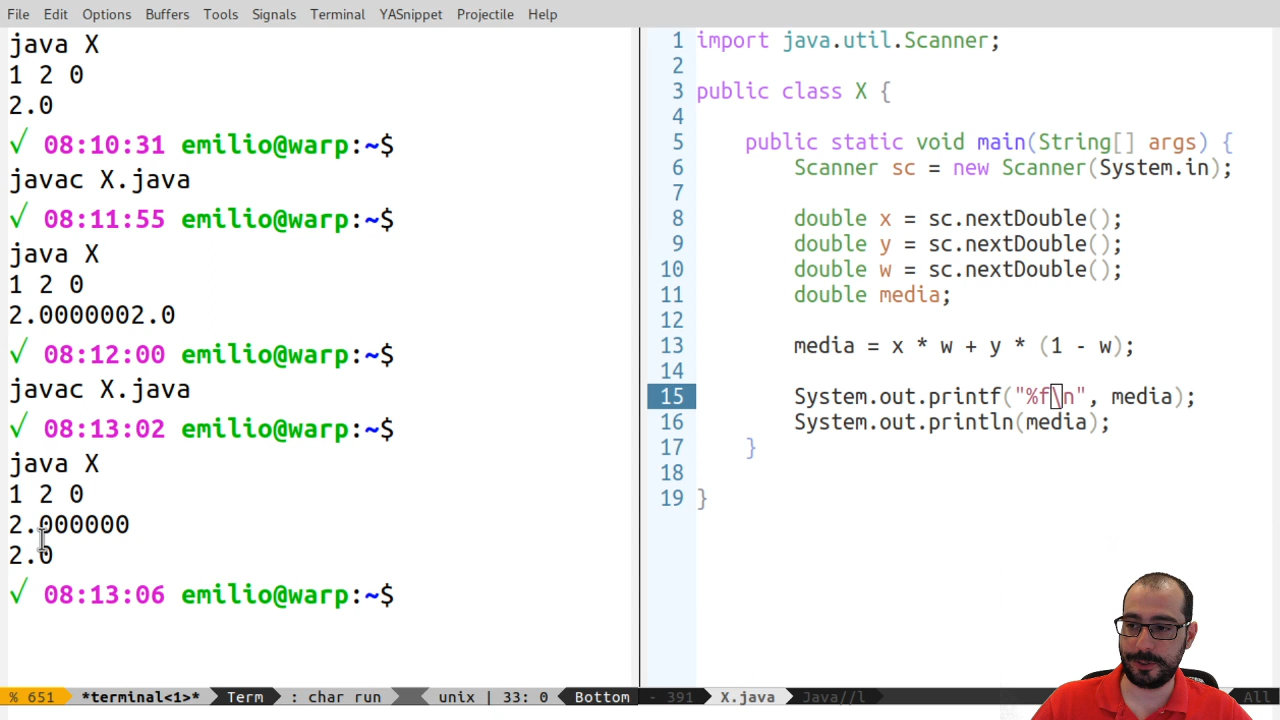 File Edit Options Buffers Tools Signals Terminal YASnippet Projectile Help
java X
1 2 0
2.0
√ 08:10:31 emilio@warp:~$
javac X.java
√ 08:11:55 emilio@warp:~$
java X
1 2 0
2.0000002.0
√ 08:12:00 emilio@warp:~$
javac X.java
√ 08:13:02 emilio@warp:~$
java X
1 2 0
2.000000
2.0
√ 08:13:06 emilio@warp:~$
% 651 *terminal<1>* Term : char run unix | 33: 0 Bottom
1 import java.util.Scanner;
2
3 public class X {
4
5 public static void main(String[] args) {
6 Scanner sc = new Scanner(System.in);
7
8 double x = sc.nextDouble();
9 double y = sc.nextDouble();
10 double w = sc.nextDouble();
11 double media;
12
13 media = x * w + y * (1 - w);
14
15 System.out.printf("%f\n", media);
16 System.out.println(media);
17 }
18
19 }
- 391 X.java Java//l All